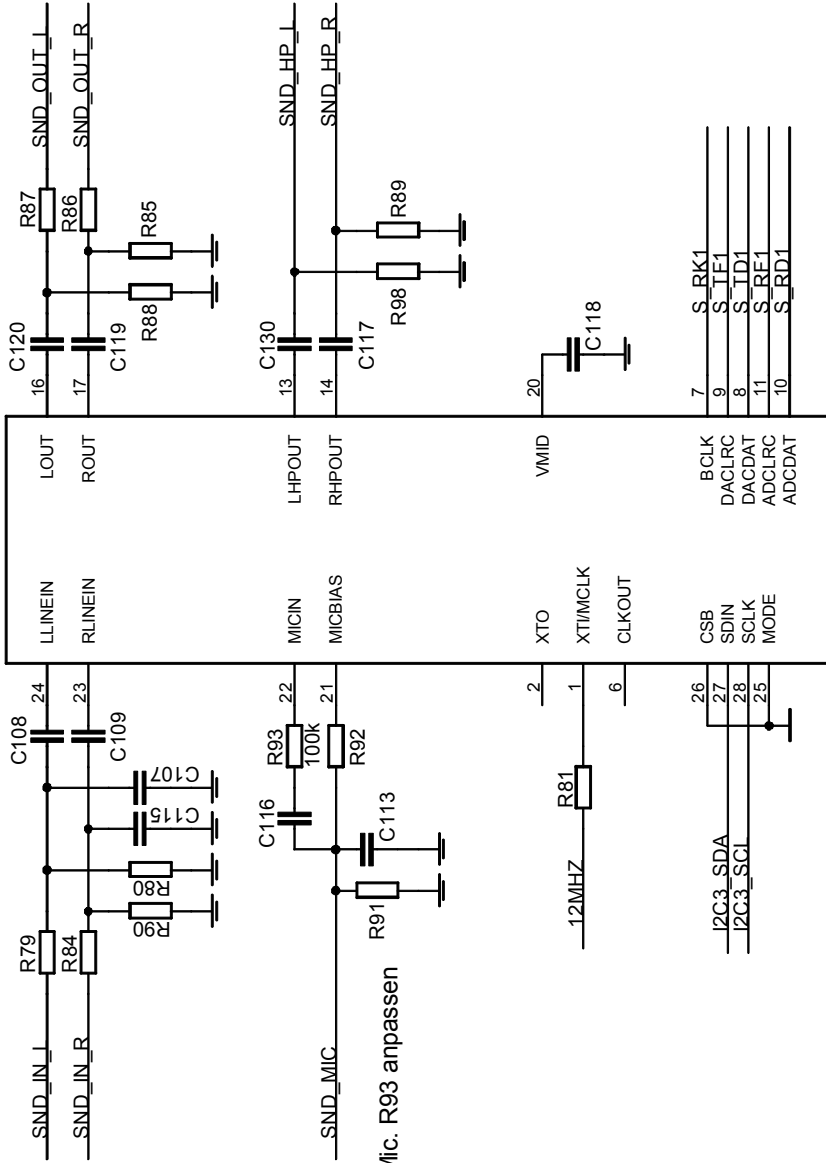 SND_OUT_L
SND_OUT_R
SND_HP_L
SND_HP_R
R87
R86
R85
R88
R89
R98
C120
C119
C130
C117
C118
16
17
13
14
20
7
9
8
11
10
S_RK1
S_TF1
S_TD1
S_RF1
S_RD1
LOUT
ROUT
LHPOUT
RHPOUT
VMID
BCLK
DACLRC
DACDAT
ADCLRC
ADCDAT
LLINEIN
RLINEIN
MICIN
MICBIAS
XTO
XTI/MCLK
CLKOUT
CSB
SDIN
SCLK
MODE
24
23
22
21
2
1
6
26
27
28
25
C108
C109
C107
C115
R80
R90
R79
R84
R93
100k
R92
C116
C113
R91
R81
12MHZ
I2C3_SDA
I2C3_SCL
SND_IN_L
SND_IN_R
SND_MIC
Mic. R93 anpassen